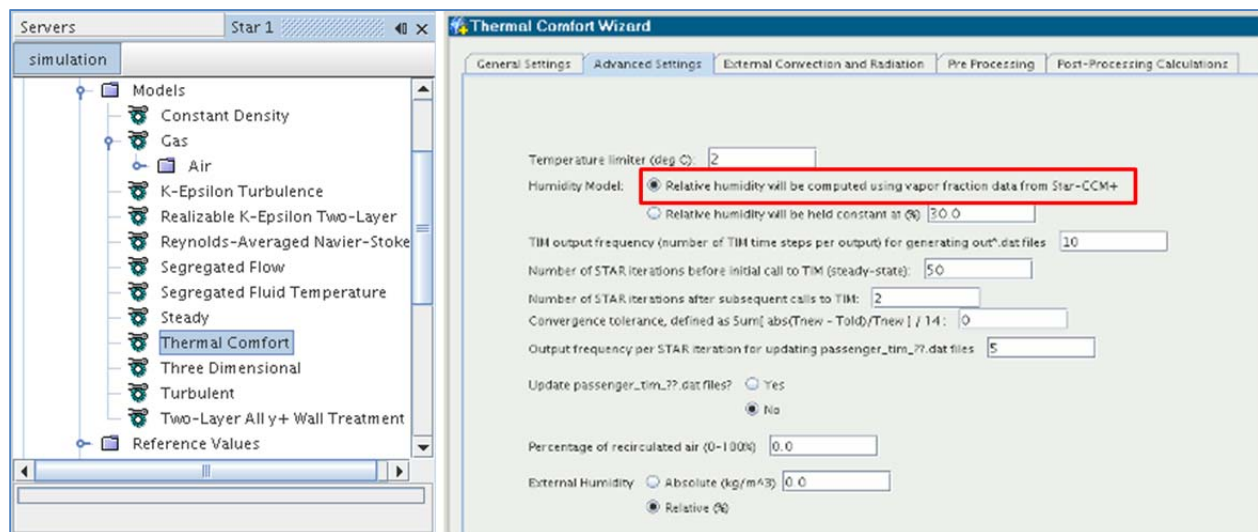 Servers
Star 1
simulation
Models
Constant Density
Gas
Air
K-Epsilon Turbulence
Realizable K-Epsilon Two-Layer
Reynolds-Averaged Navier-Stoke
Segregated Flow
Segregated Fluid Temperature
Steady
Thermal Comfort
Three Dimensional
Turbulent
Two-Layer All y+ Wall Treatment
Reference Values
Thermal Comfort Wizard
General Settings Advanced Settings External Convection and Radiation Pre Processing Post-Processing Calculations
Temperature limiter (deg C): 2
Humidity Model: Relative humidity will be computed using vapor fraction data from Star-CCM+
Relative humidity will be held constant at (%) 30.0
TIM output frequency (number of TIM time steps per output) for generating out*.dat files 10
Number of STAR iterations before initial call to TIM (steady-state): 50
Number of STAR iterations after subsequent calls to TIM: 2
Convergence tolerance, defined as Sum[ abs(Tnew - Told)/Tnew ] / 14: 0
Output frequency per STAR iteration for updating passenger_tim_??.dat files 5
Update passenger_tim_??.dat files? Yes
No
Percentage of recirculated air (0-100%) 0.0
External Humidity Absolute (kg/m^3) 0.0
Relative (%)